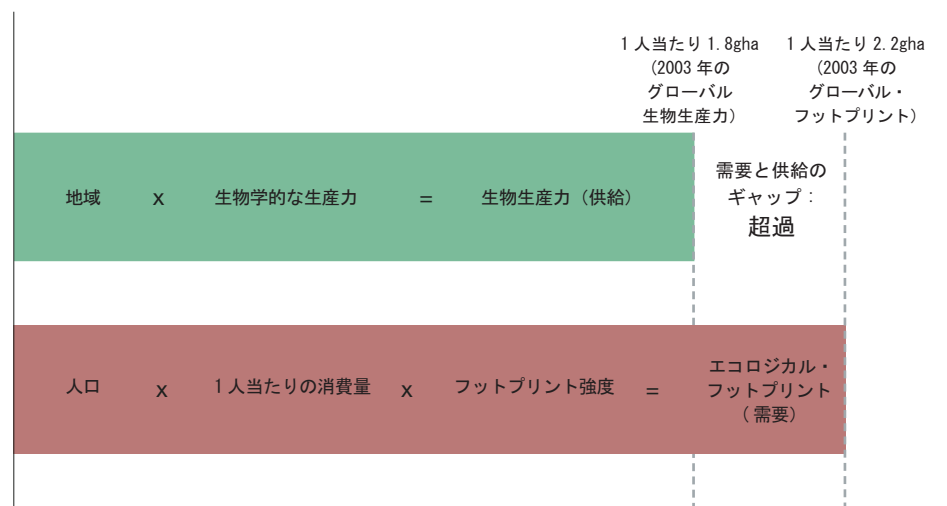 1人当たり1.8gha
(2003年の
グローバル
生物生産力)
1人当たり2.2gha
(2003年の
グローバル・
フットプリント)
地域 x 生物学的な生産力 = 生物生産力(供給)
需要と供給の
ギャップ:
超過
人口 x 1人当たりの消費量 x フットプリント強度 =
エコロジカル・
フットプリント
(需要)